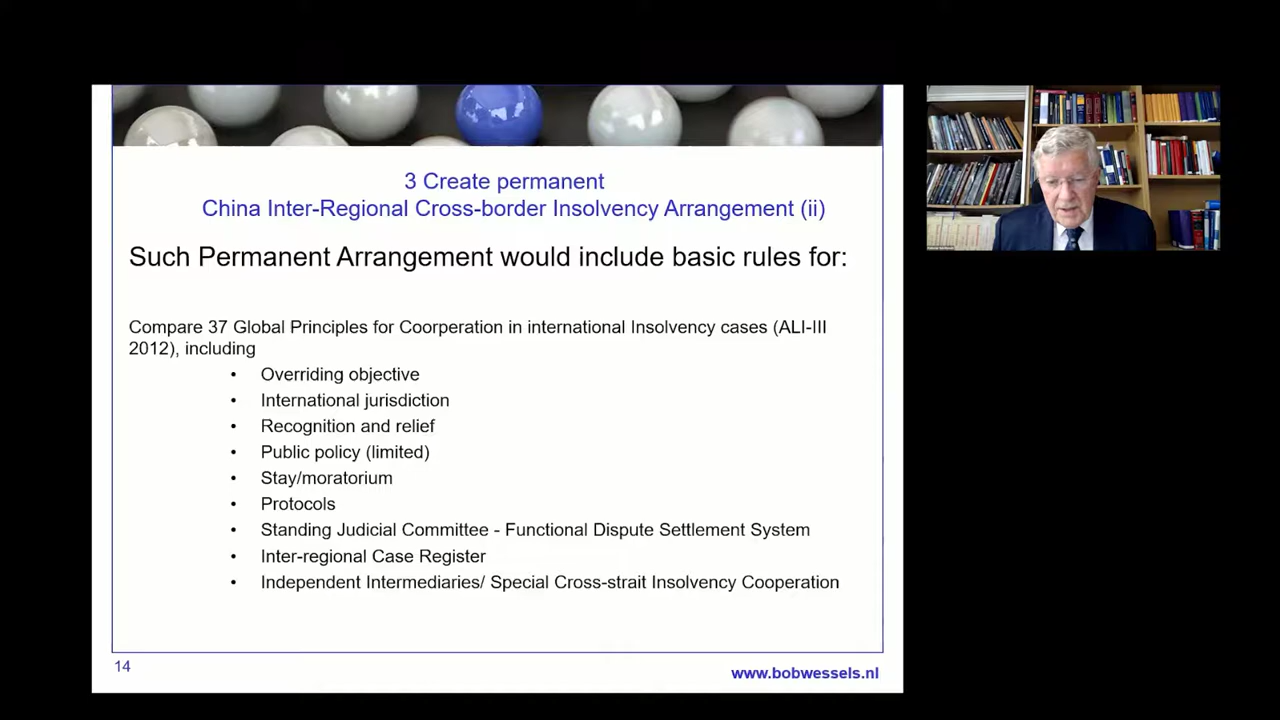 3 Create permanent
China Inter-Regional Cross-border Insolvency Arrangement (ii)
Such Permanent Arrangement would include basic rules for:
Compare 37 Global Principles for Coorperation in international Insolvency cases (ALI-III
2012), including
• Overriding objective
• International jurisdiction
• Recognition and relief
• Public policy (limited)
• Stay/moratorium
• Protocols
• Standing Judicial Committee - Functional Dispute Settlement System
• Inter-regional Case Register
• Independent Intermediaries/ Special Cross-strait Insolvency Cooperation
14
www.bobwessels.nl